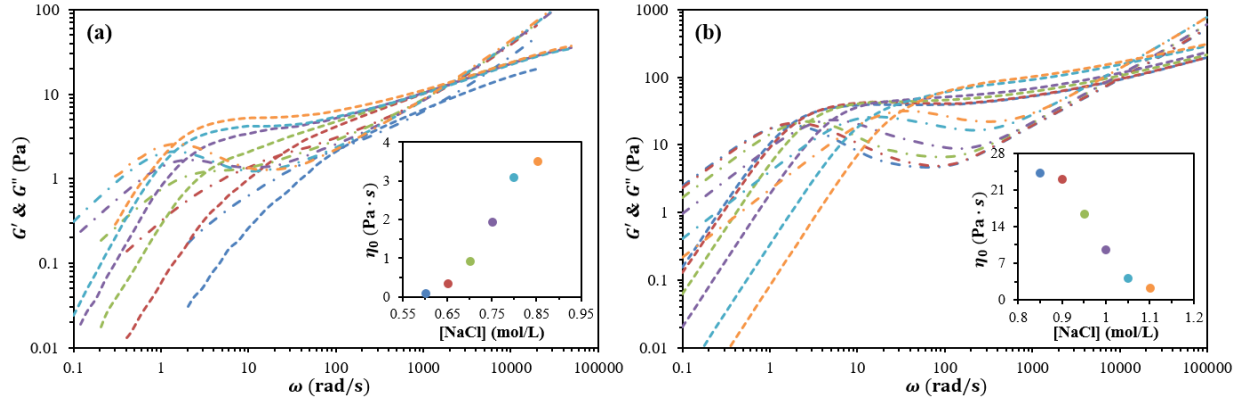 (a)
G′ & G″ (Pa)
100
10
1
0.1
0.01
0.1 1 10 100 1000 10000 100000
ω (rad/s)
η0 (Pa · s)
4
3
2
1
0
0.55 0.65 0.75 0.85 0.95
[NaCl] (mol/L)
(b)
G′ & G″ (Pa)
1000
100
10
1
0.1
0.01
0.1 1 10 100 1000 10000 100000
ω (rad/s)
η0 (Pa · s)
28
21
14
7
0
0.8 0.9 1 1.1 1.2
[NaCl] (mol/L)